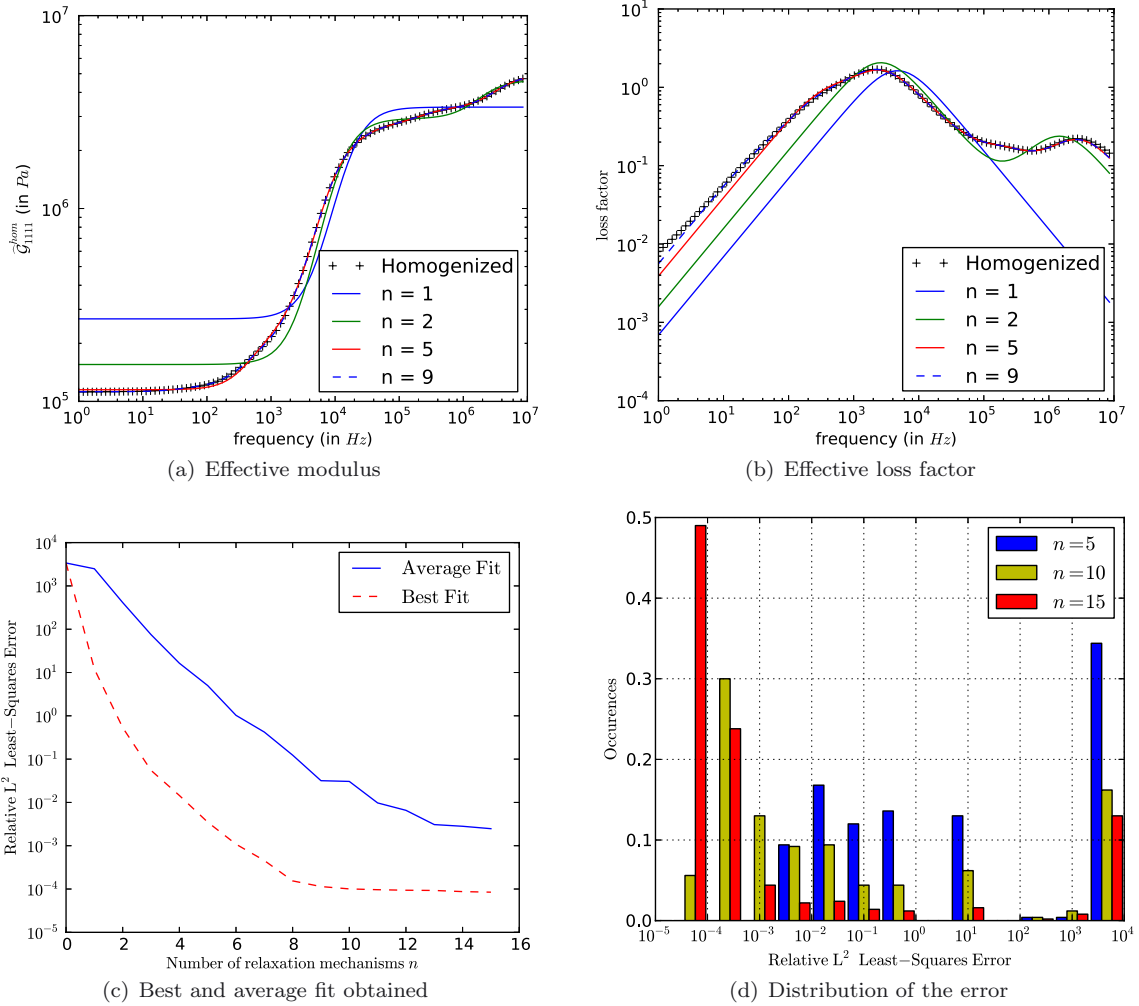 10^7
10^6
10^5
G̃^{hom}_{1111} (in Pa)
Homogenized
n = 1
n = 2
n = 5
n = 9
10^0 10^1 10^2 10^3 10^4 10^5 10^6 10^7
frequency (in Hz)
(a) Effective modulus
10^2
10^1
10^0
10^-1
10^-2
10^-3
10^-4
loss factor
Homogenized
n = 1
n = 2
n = 5
n = 9
10^0 10^1 10^2 10^3 10^4 10^5 10^6 10^7
frequency (in Hz)
(b) Effective loss factor
10^4
10^3
10^2
10^1
10^0
10^-1
10^-2
10^-3
10^-4
10^-5
Relative L^2 Least−Squares Error
Average Fit
Best Fit
0 2 4 6 8 10 12 14 16
Number of relaxation mechanisms n
(c) Best and average fit obtained
0.5
0.4
0.3
0.2
0.1
0.0
Occurences
n=5
n=10
n=15
10^-5 10^-4 10^-3 10^-2 10^-1 10^0 10^1 10^2 10^3 10^4
Relative L^2 Least−Squares Error
(d) Distribution of the error